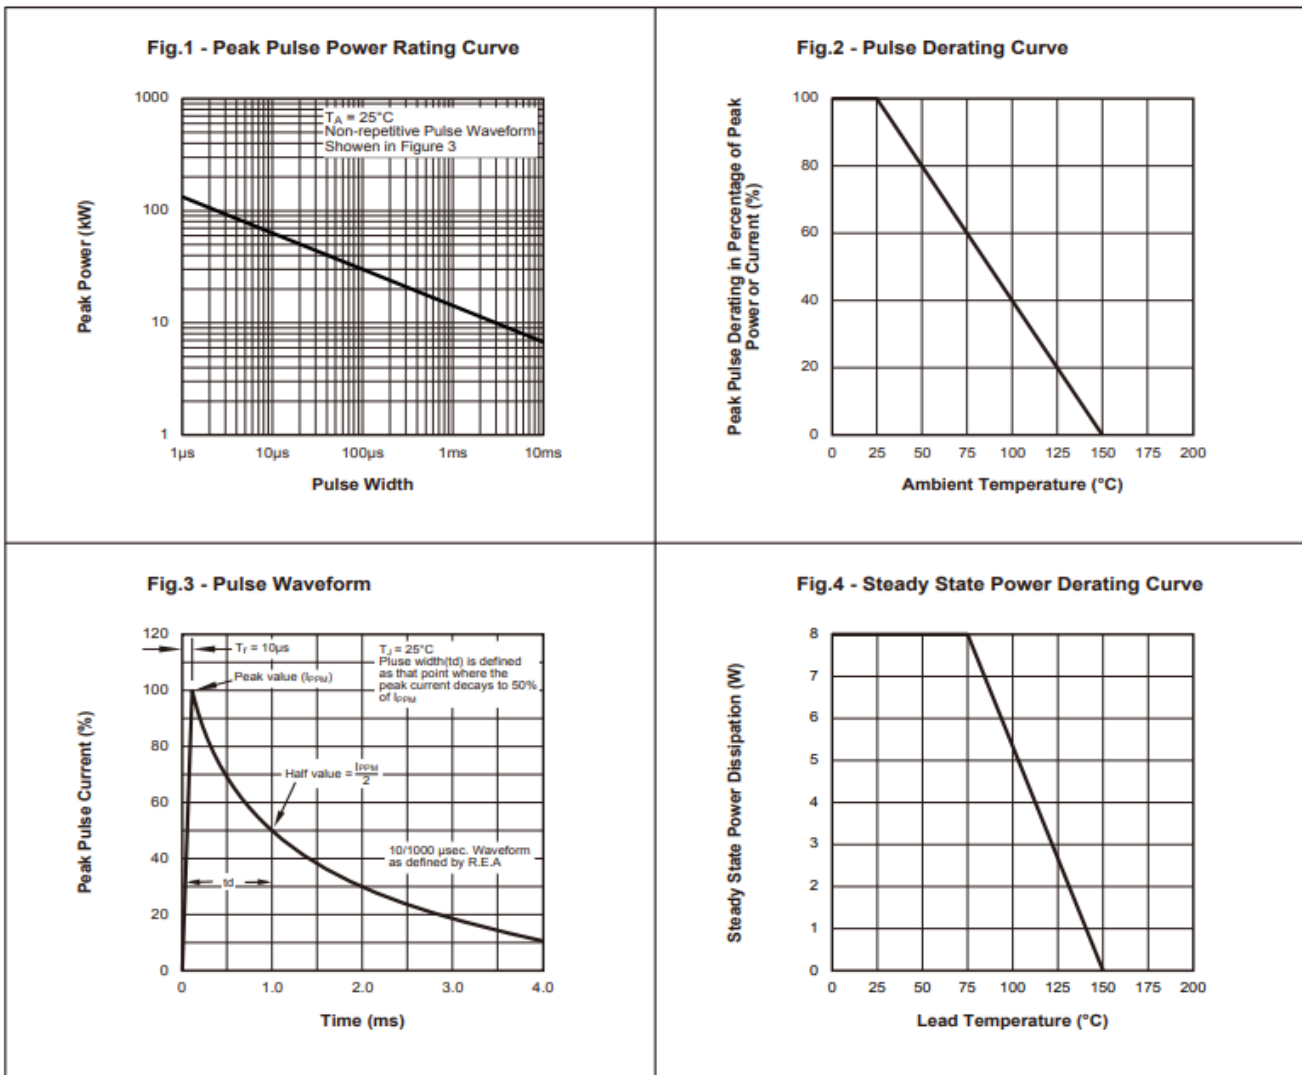 Fig.1 - Peak Pulse Power Rating Curve
1000
100
10
1
Peak Power (kW)
TA = 25°C
Non-repetitive Pulse Waveform
Showen in Figure 3
1µs 10µs 100µs 1ms 10ms
Pulse Width
Fig.2 - Pulse Derating Curve
100
80
60
40
20
0
Peak Pulse Derating in Percentage of Peak
Power or Current (%)
0 25 50 75 100 125 150 175 200
Ambient Temperature (°C)
Fig.3 - Pulse Waveform
120
100
80
60
40
20
0
Peak Pulse Current (%)
Tr = 10µs
Peak value (IPPM)
TJ = 25°C
Pluse width(td) is defined
as that point where the
peak current decays to 50%
of IPPM
Half value = IPPM
2
10/1000 µsec. Waveform
as defined by R.E.A
td
0 1.0 2.0 3.0 4.0
Time (ms)
Fig.4 - Steady State Power Derating Curve
8
7
6
5
4
3
2
1
0
Steady State Power Dissipation (W)
0 25 50 75 100 125 150 175 200
Lead Temperature (°C)